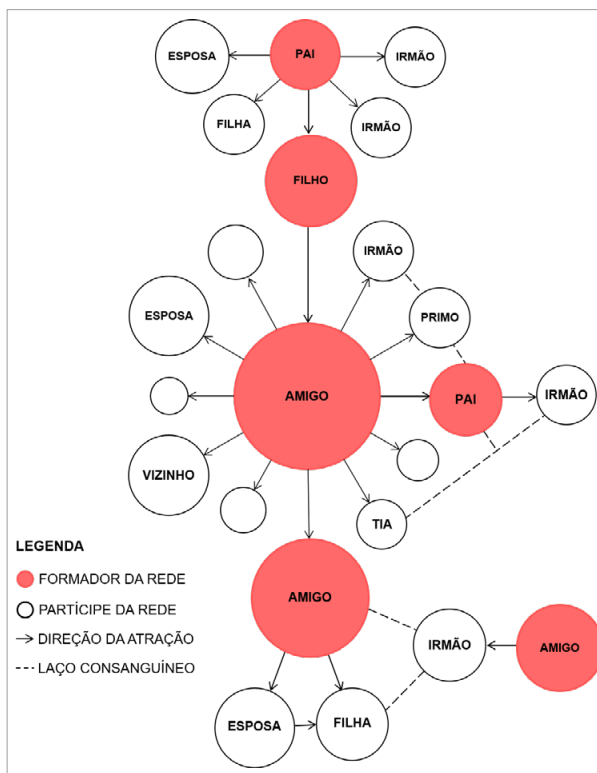 ESPOSA
PAI
IRMÃO
FILHA
IRMÃO
FILHO
IRMÃO
ESPOSA
PRIMO
AMIGO
PAI
IRMÃO
VIZINHO
TIA
LEGENDA
FORMADOR DA REDE
PARTÍCIPE DA REDE
DIREÇÃO DA ATRAÇÃO
LAÇO CONSANGUÍNEO
AMIGO
IRMÃO
AMIGO
ESPOSA
FILHA